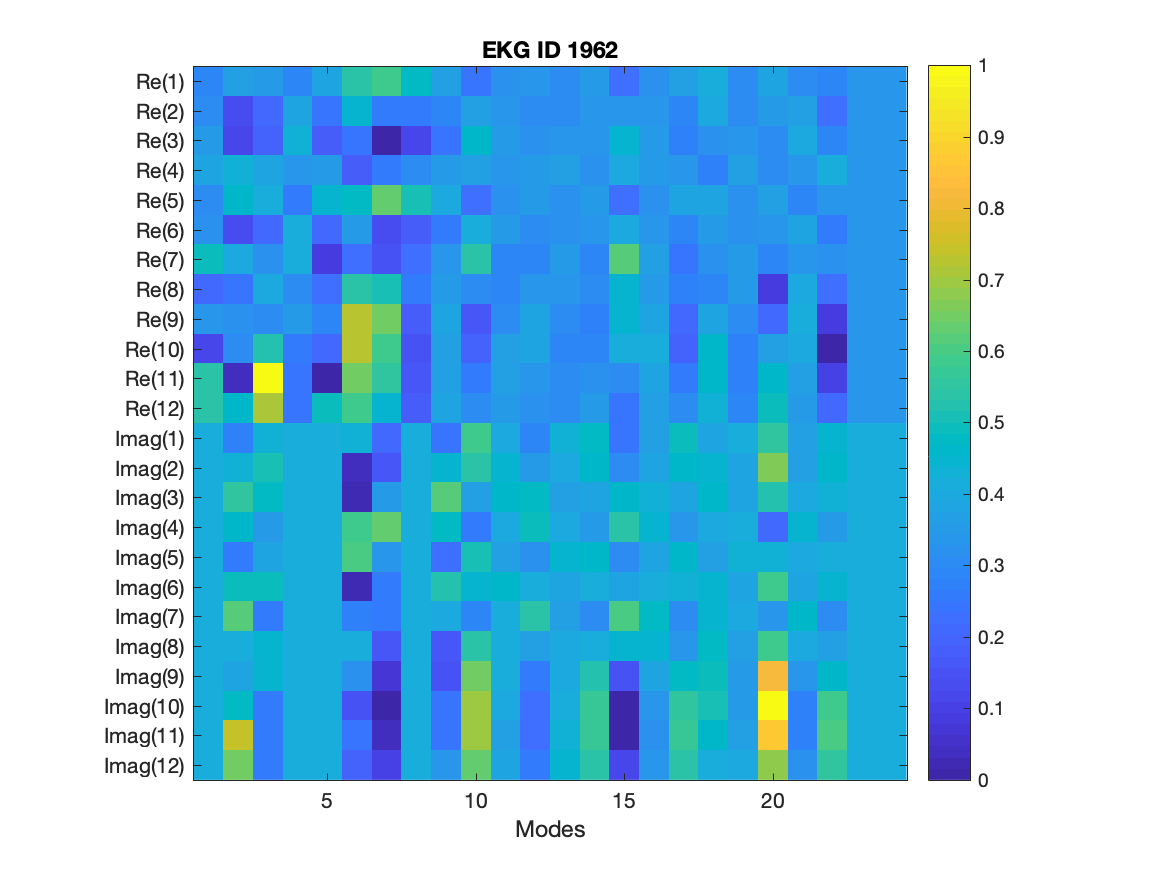 EKG ID 1962
Re(1)
Re(2)
Re(3)
Re(4)
Re(5)
Re(6)
Re(7)
Re(8)
Re(9)
Re(10)
Re(11)
Re(12)
Imag(1)
Imag(2)
Imag(3)
Imag(4)
Imag(5)
Imag(6)
Imag(7)
Imag(8)
Imag(9)
Imag(10)
Imag(11)
Imag(12)
5 10 15 20
Modes
1
0.9
0.8
0.7
0.6
0.5
0.4
0.3
0.2
0.1
0